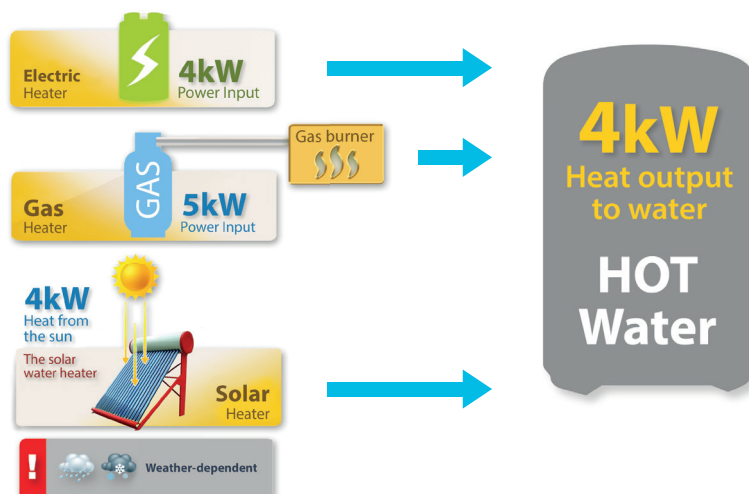 Electric
Heater
4kW
Power Input
Gas burner
GAS
Gas
Heater
5kW
Power Input
4kW
Heat from
the sun
The solar
water heater
Solar
Heater
!
Weather-dependent
4kW
Heat output
to water
HOT
Water